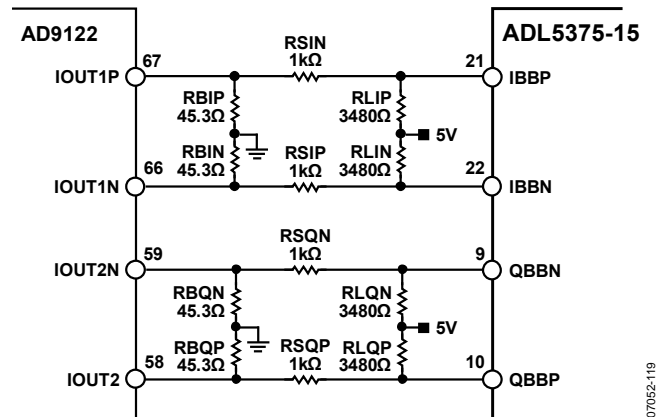 AD9122
ADL5375-15
IOUT1P
67
RSIN
1kΩ
21
IBBP
RBIP
45.3Ω
RLIP
3480Ω
5V
RBIN
45.3Ω
RSIP
1kΩ
RLIN
3480Ω
IOUT1N
66
22
IBBN
IOUT2N
59
RSQN
1kΩ
9
QBBN
RBQN
45.3Ω
RLQN
3480Ω
5V
RBQP
45.3Ω
RSQP
1kΩ
RLQP
3480Ω
IOUT2
58
10
QBBP
07052-119